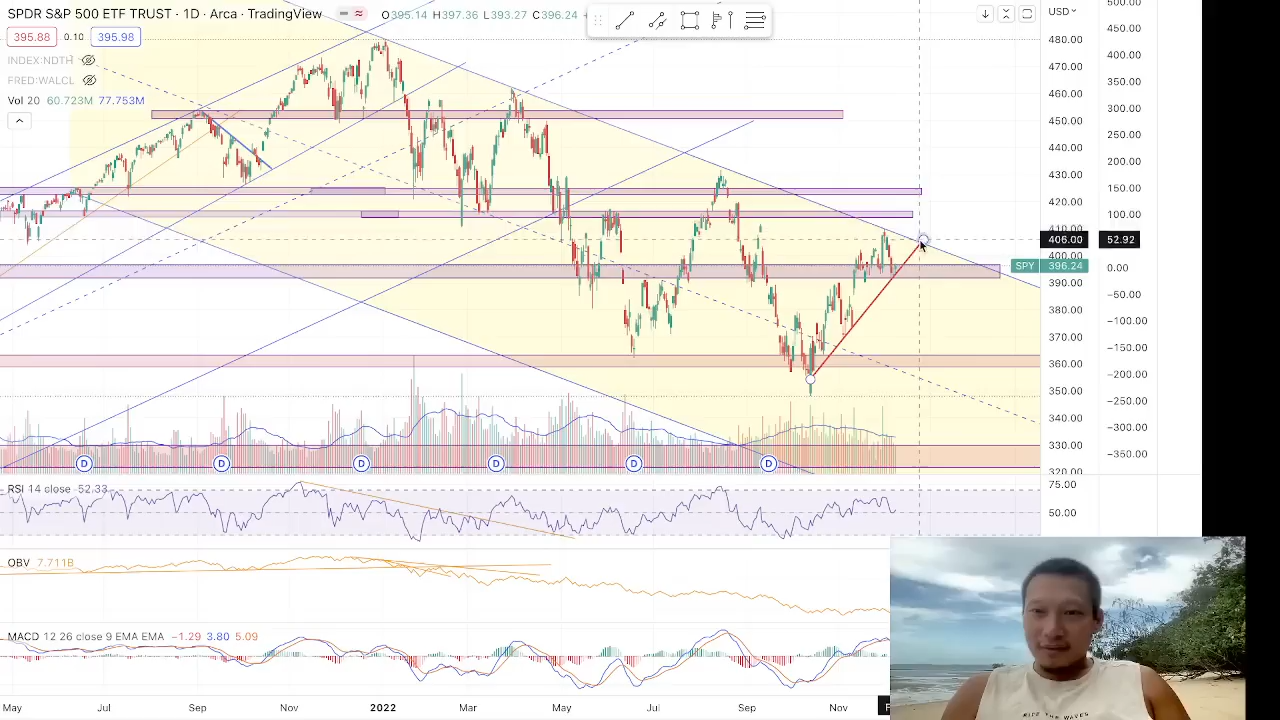 SPDR S&P 500 ETF TRUST · 1D · Arca · TradingView O395.14 H397.36 L393.27 C396.24
395.88 0.10 395.98
INDEX:NDTH
FRED:WALCL
Vol 20 60.723M 77.753M
USD
480.00
470.00
460.00
450.00
440.00
430.00
420.00
410.00
406.00
400.00
SPY 396.24
390.00
380.00
370.00
360.00
350.00
340.00
330.00
320.00
500.00
450.00
400.00
350.00
300.00
250.00
200.00
150.00
100.00
52.92
0.00
−50.00
−100.00
−150.00
−200.00
−250.00
−300.00
−350.00
D D D D D D
RSI 14 close 52.33
75.00
50.00
OBV 7.711B
MACD 12 26 close 9 EMA EMA −1.29 3.80 5.09
May Jul Sep Nov 2022 Mar May Jul Sep Nov
RIDE THE WAVES